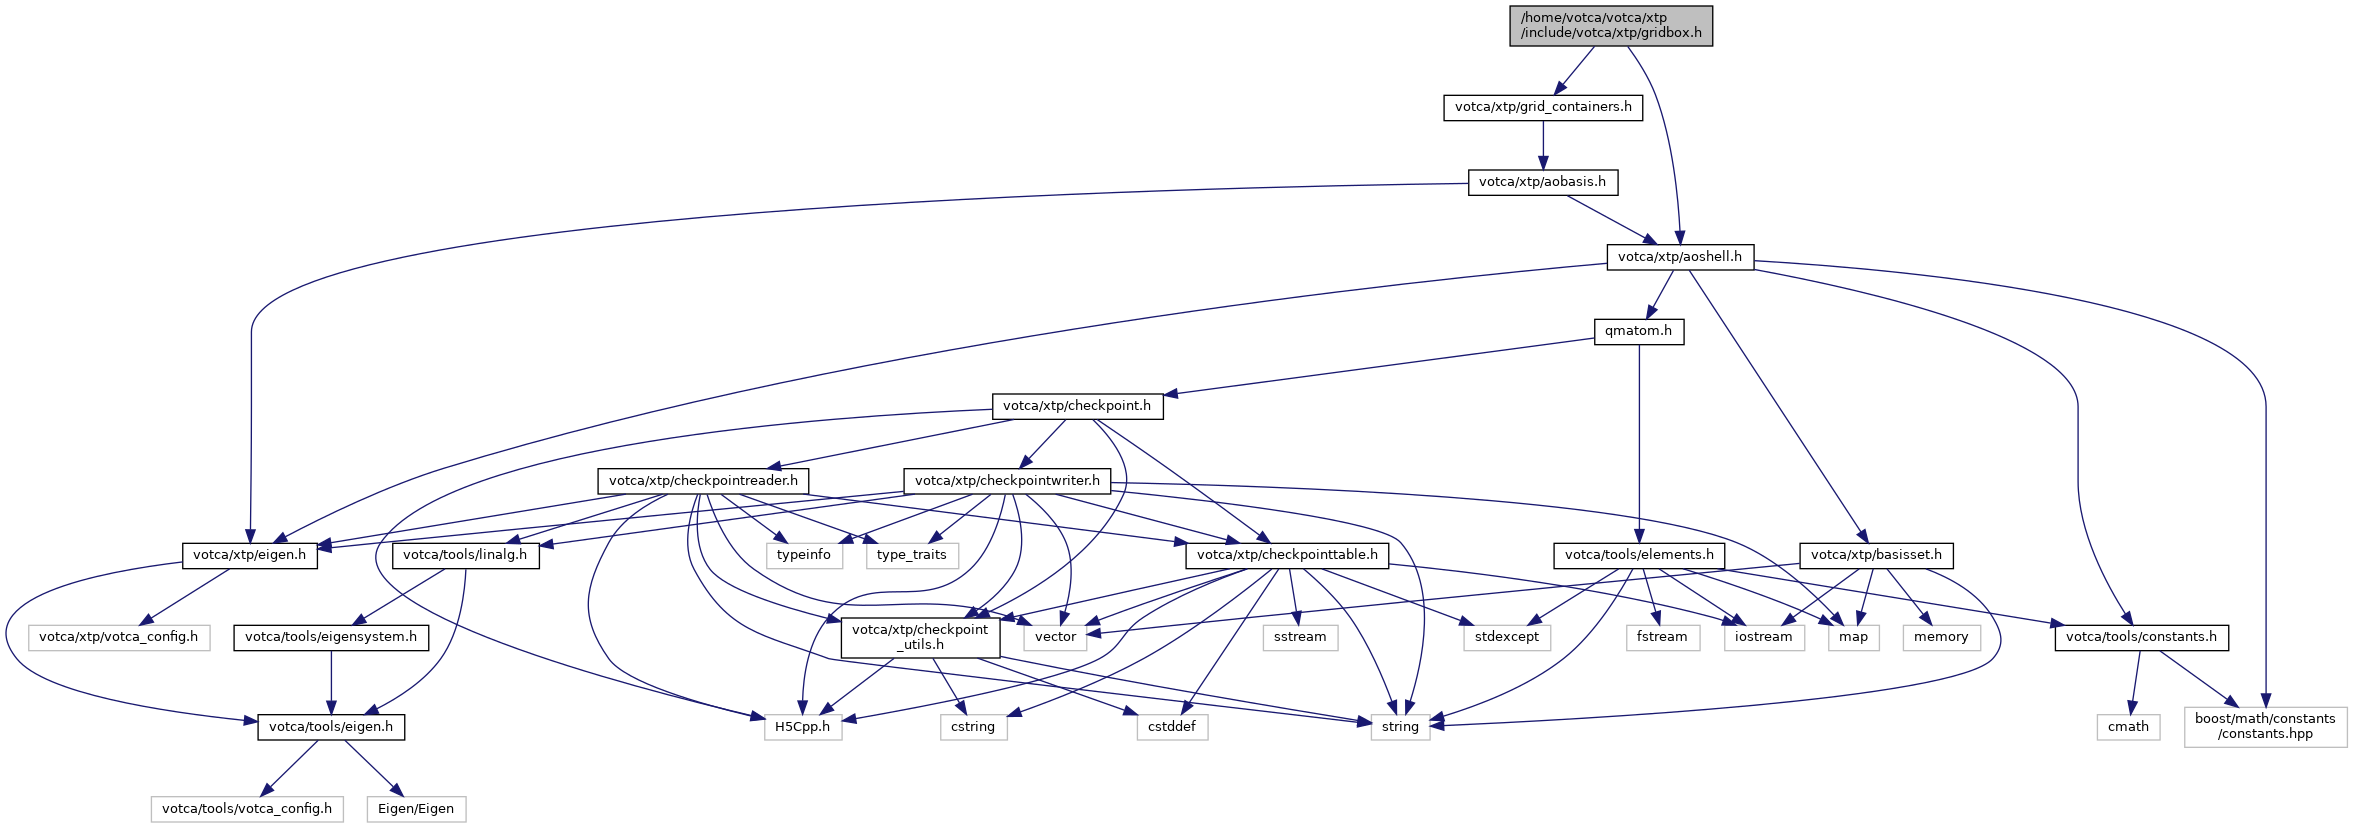 /home/votca/votca/xtp
/include/votca/xtp/gridbox.h
votca/xtp/grid_containers.h
votca/xtp/aobasis.h
votca/xtp/aoshell.h
qmatom.h
votca/xtp/checkpoint.h
votca/xtp/checkpointreader.h
votca/xtp/checkpointwriter.h
votca/xtp/eigen.h
votca/tools/linalg.h
typeinfo
type_traits
votca/xtp/checkpointtable.h
votca/tools/elements.h
votca/xtp/basisset.h
votca/xtp/votca_config.h
votca/tools/eigensystem.h
votca/xtp/checkpoint
_utils.h
vector
sstream
stdexcept
fstream
iostream
map
memory
votca/tools/constants.h
votca/tools/eigen.h
H5Cpp.h
cstring
cstddef
string
cmath
boost/math/constants
/constants.hpp
votca/tools/votca_config.h
Eigen/Eigen